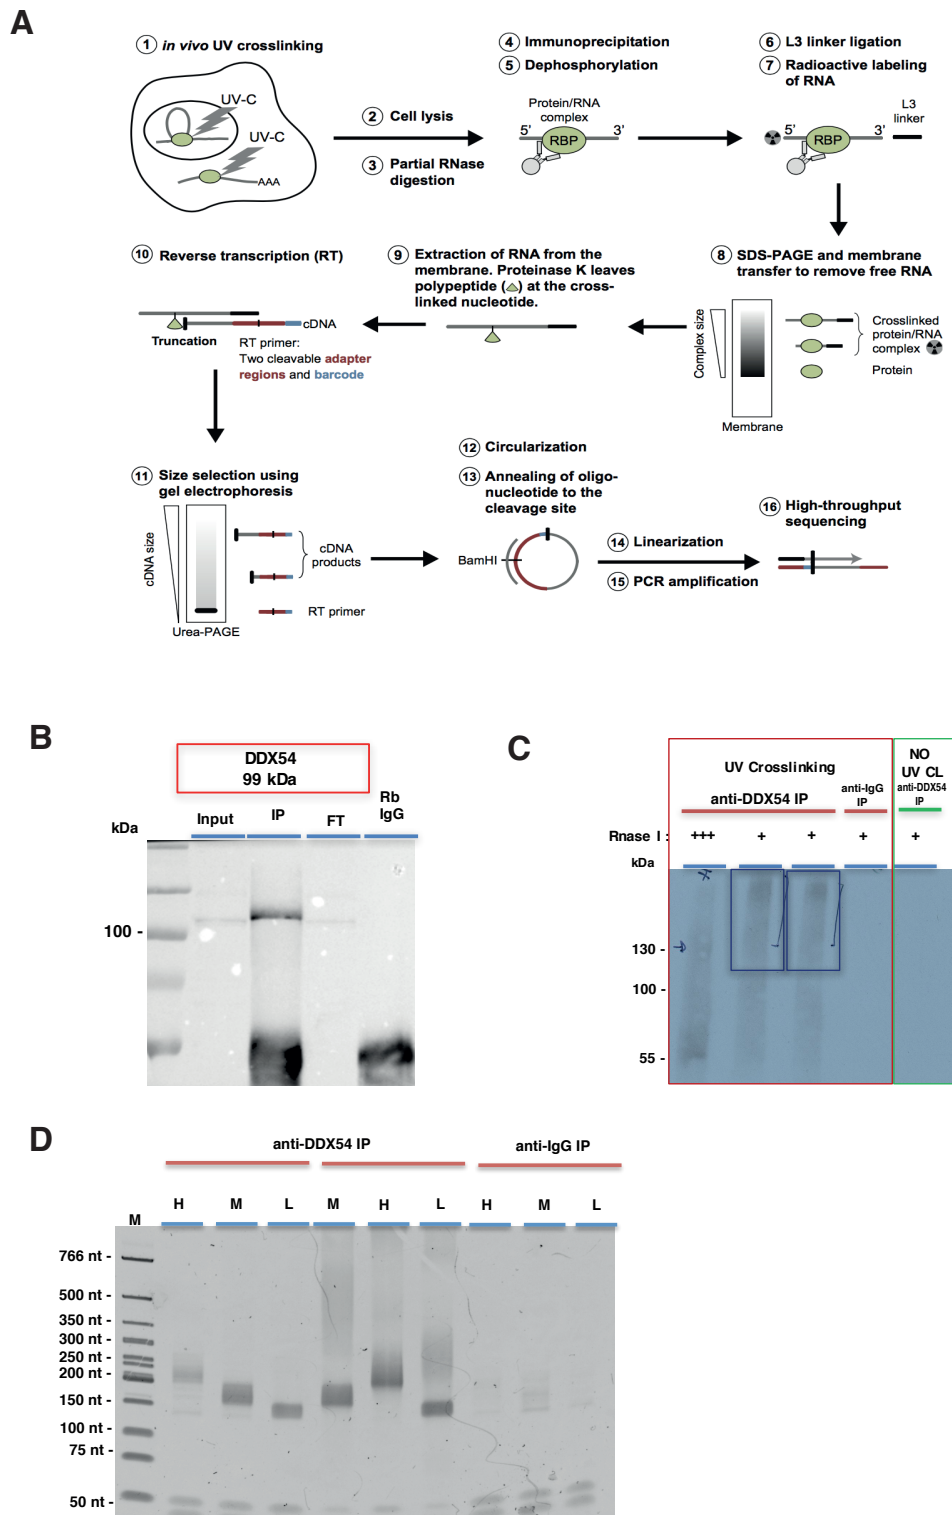 A
1 in vivo UV crosslinking
UV-C
UV-C
AAA
2 Cell lysis
3 Partial RNase
digestion
4 Immunoprecipitation
5 Dephosphorylation
Protein/RNA
complex
5' 3'
RBP
6 L3 linker ligation
7 Radioactive labeling
of RNA
L3
linker
5' 3'
RBP
8 SDS-PAGE and membrane
transfer to remove free RNA
Complex size
Crosslinked
protein/RNA
complex
Protein
Membrane
9 Extraction of RNA from the
membrane. Proteinase K leaves
polypeptide ( ) at the cross-
linked nucleotide.
10 Reverse transcription (RT)
cDNA
Truncation
RT primer:
Two cleavable adapter
regions and barcode
11 Size selection using
gel electrophoresis
cDNA size
cDNA
products
RT primer
Urea-PAGE
12 Circularization
13 Annealing of oligo-
nucleotide to the
cleavage site
BamHI
14 Linearization
15 PCR amplification
16 High-throughput
sequencing
B
DDX54
99 kDa
kDa
Input IP FT Rb
IgG
100 -
C
UV Crosslinking
anti-DDX54 IP
anti-IgG
IP
NO
UV CL
anti-DDX54
IP
Rnase I : +++ + + + +
kDa
130 -
100 -
55 -
D
anti-DDX54 IP anti-IgG IP
M H M L M H L H M L
766 nt -
500 nt -
350 nt -
300 nt -
250 nt -
200 nt -
150 nt -
100 nt -
75 nt -
50 nt -